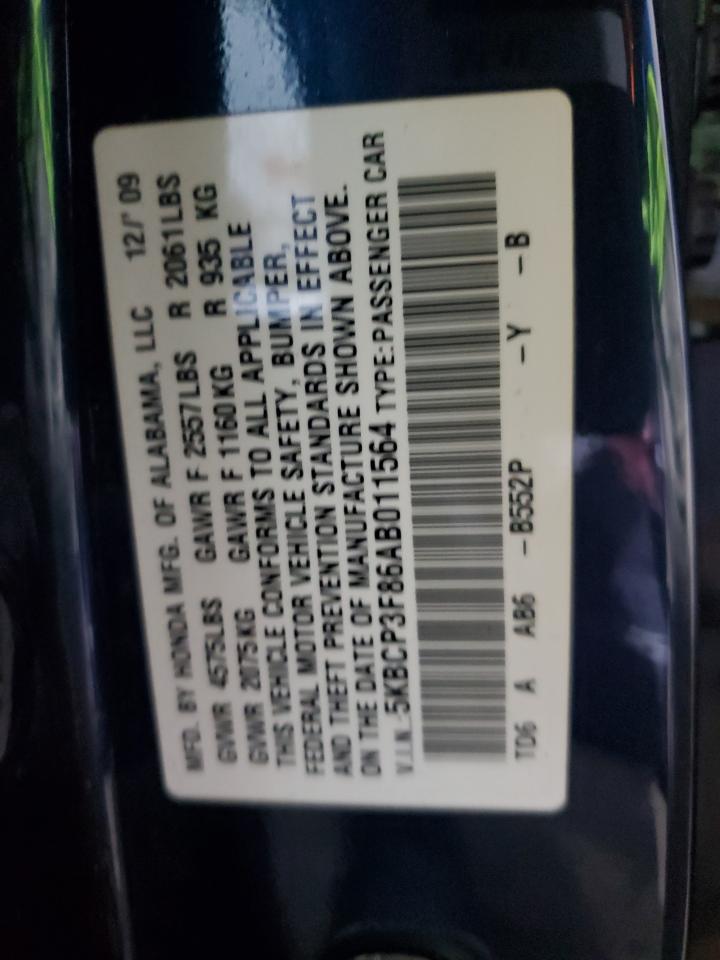 MFD. BY HONDA MFG. OF ALABAMA, LLC 12/'09
GVWR 4575LBS GAWR F 2557LBS R 2061LBS
GVWR 2075KG GAWR F 1160KG R 935 KG
THIS VEHICLE CONFORMS TO ALL APPLICABLE
FEDERAL MOTOR VEHICLE SAFETY, BUMPER,
AND THEFT PREVENTION STANDARDS IN EFFECT
ON THE DATE OF MANUFACTURE SHOWN ABOVE.
V.I.N.:5KBCP3F86AB011564 TYPE:PASSENGER CAR
TD6 A AB6 -B552P -Y -B